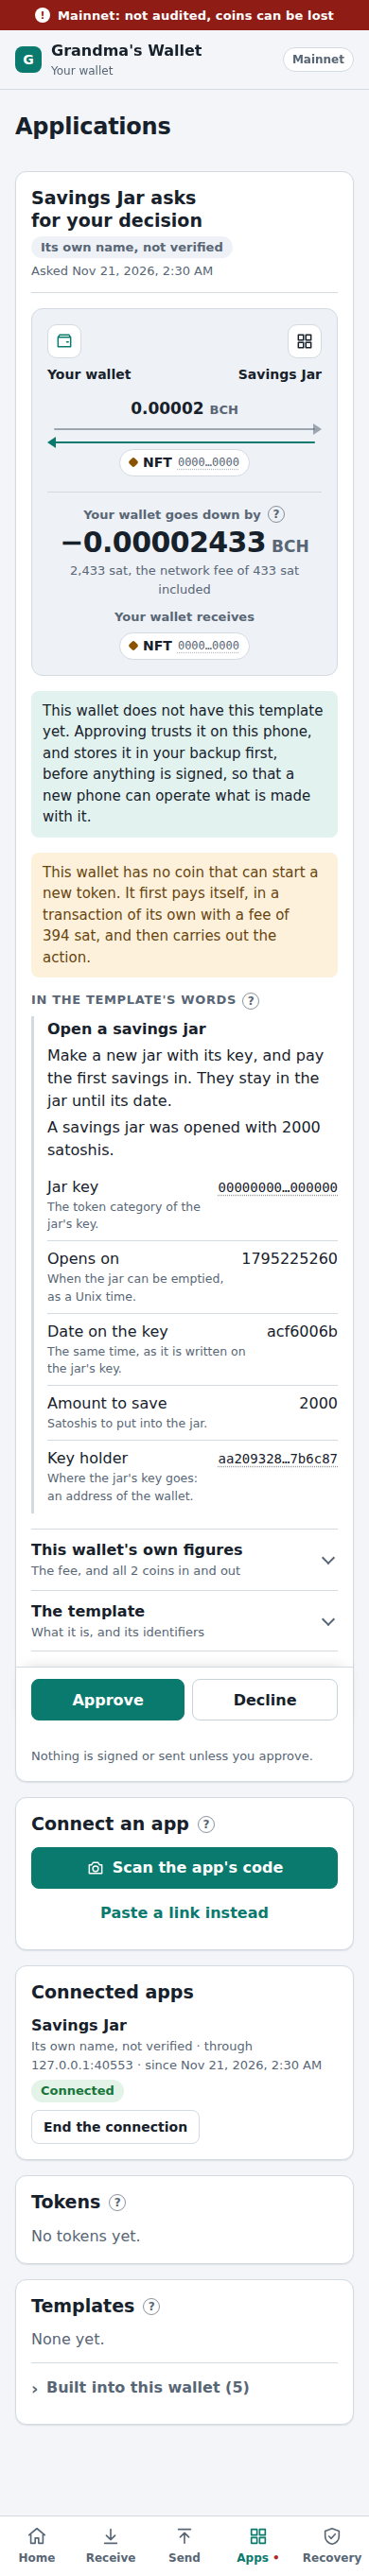 ! Mainnet: not audited, coins can be lost
G Grandma's Wallet
Your wallet
Mainnet
Applications
Savings Jar asks
for your decision
Its own name, not verified
Asked Nov 21, 2026, 2:30 AM
Your wallet Savings Jar
0.00002 BCH
NFT 0000…0000
Your wallet goes down by ?
−0.00002433 BCH
2,433 sat, the network fee of 433 sat
included
Your wallet receives
NFT 0000…0000
This wallet does not have this template
yet. Approving trusts it on this phone,
and stores it in your backup first,
before anything is signed, so that a
new phone can operate what is made
with it.
This wallet has no coin that can start a
new token. It first pays itself, in a
transaction of its own with a fee of
394 sat, and then carries out the
action.
IN THE TEMPLATE'S WORDS ?
Open a savings jar
Make a new jar with its key, and pay
the first savings in. They stay in the
jar until its date.
A savings jar was opened with 2000
satoshis.
Jar key 00000000…000000
The token category of the
jar's key.
Opens on 1795225260
When the jar can be emptied,
as a Unix time.
Date on the key acf6006b
The same time, as it is written on
the jar's key.
Amount to save 2000
Satoshis to put into the jar.
Key holder aa209328…7b6c87
Where the jar's key goes:
an address of the wallet.
This wallet's own figures
The fee, and all 2 coins in and out
The template
What it is, and its identifiers
Approve Decline
Nothing is signed or sent unless you approve.
Connect an app ?
Scan the app's code
Paste a link instead
Connected apps
Savings Jar
Its own name, not verified · through
127.0.0.1:40553 · since Nov 21, 2026, 2:30 AM
Connected
End the connection
Tokens ?
No tokens yet.
Templates ?
None yet.
› Built into this wallet (5)
Home Receive Send Apps • Recovery